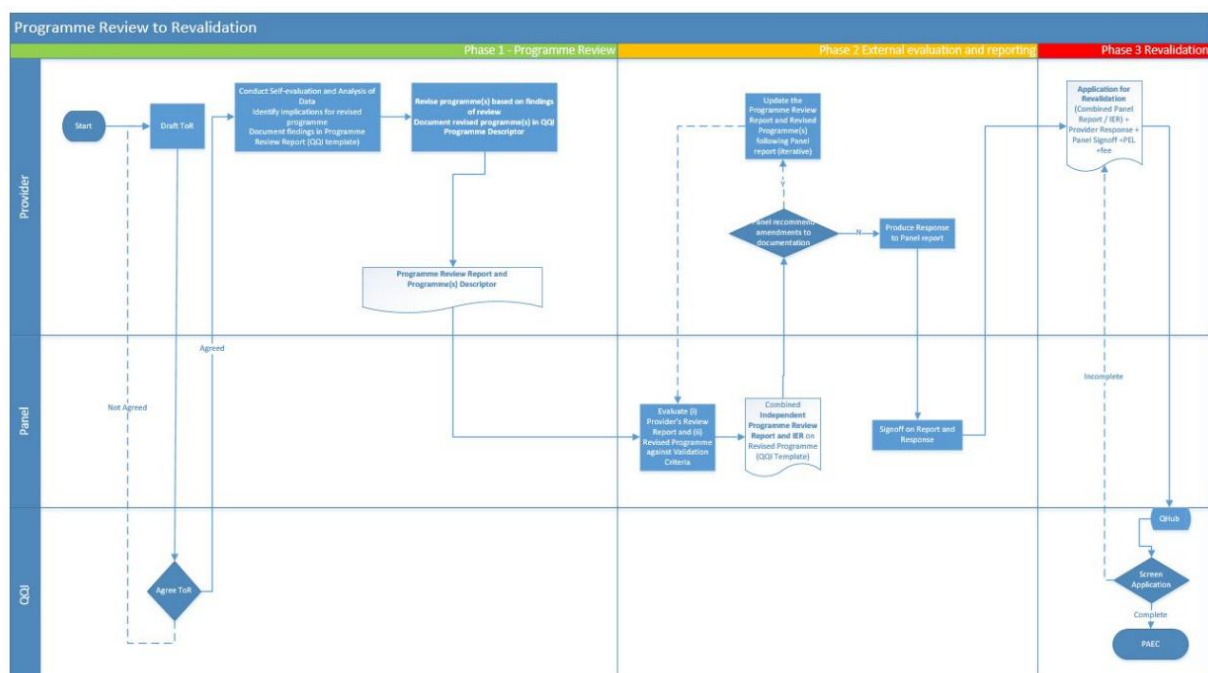 Programme Review to Revalidation
Phase 1 - Programme Review
Phase 2 External evaluation and reporting
Phase 3 Revalidation
Provider
Start
Draft ToR
Conduct Self-evaluation and Analysis of
Data
Identify implications for revised
programme
Document findings in Programme
Review Report (QQI template)
Revise programme(s) based on findings
of review
Document revised programme(s) in QQI
Programme Descriptor
Programme Review Report and
Programme(s) Descriptor
Update the
Programme Review
Report and Revised
Programme(s)
following Panel
report (iterative)
Y
Panel recommend
amendments to
documentation
N
Produce Response
to Panel report
Application for
Revalidation
(Combined Panel
Report / IER) +
Provider Response +
Panel Signoff +PEL
+fee
Panel
Agreed
Not Agreed
Evaluate (i)
Provider's Review
Report and (ii)
Revised Programme
against Validation
Criteria
Combined
Independent
Programme Review
Report and IER on
Revised Programme
(QQI Template)
Signoff on Report and
Response
Incomplete
QQI
Agree ToR
QHub
Screen
Application
Complete
PAEC